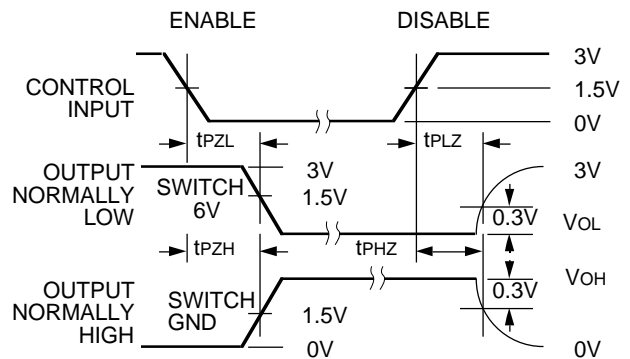 ENABLE DISABLE
3V
CONTROL
INPUT
1.5V
0V
tPZL tPLZ
OUTPUT
NORMALLY
LOW
SWITCH
6V
3V
1.5V
3V
0.3V
VOL
tPZH tPHZ
OUTPUT
NORMALLY
HIGH
SWITCH
GND
1.5V
0V
VOH
0.3V
0V